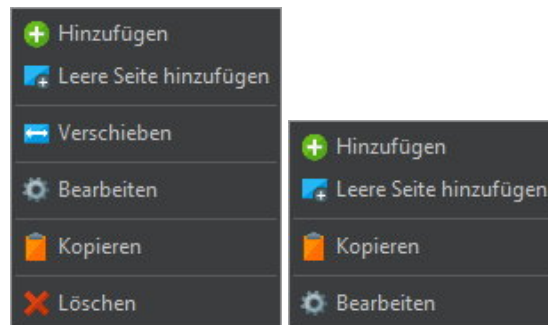 Hinzufügen
Leere Seite hinzufügen
Verschieben
Bearbeiten
Kopieren
Löschen
Hinzufügen
Leere Seite hinzufügen
Kopieren
Bearbeiten